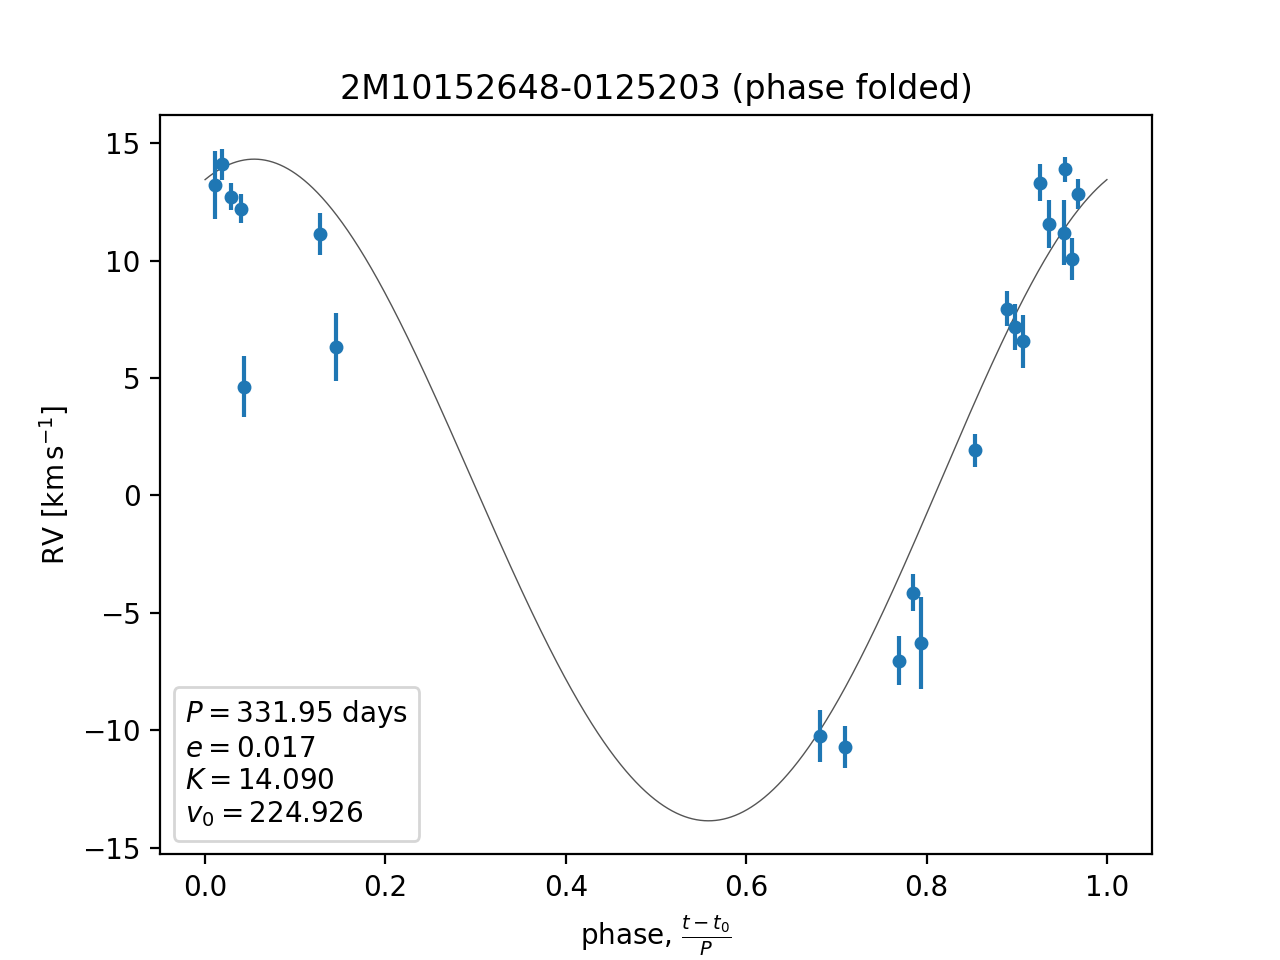 2M10152648-0125203 (phase folded)
15
10
5
0
−5
−10
−15
RV [km s⁻¹]
P = 331.95 days
e = 0.017
K = 14.090
v₀ = 224.926
0.0 0.2 0.4 0.6 0.8 1.0
phase, (t − t₀)/P